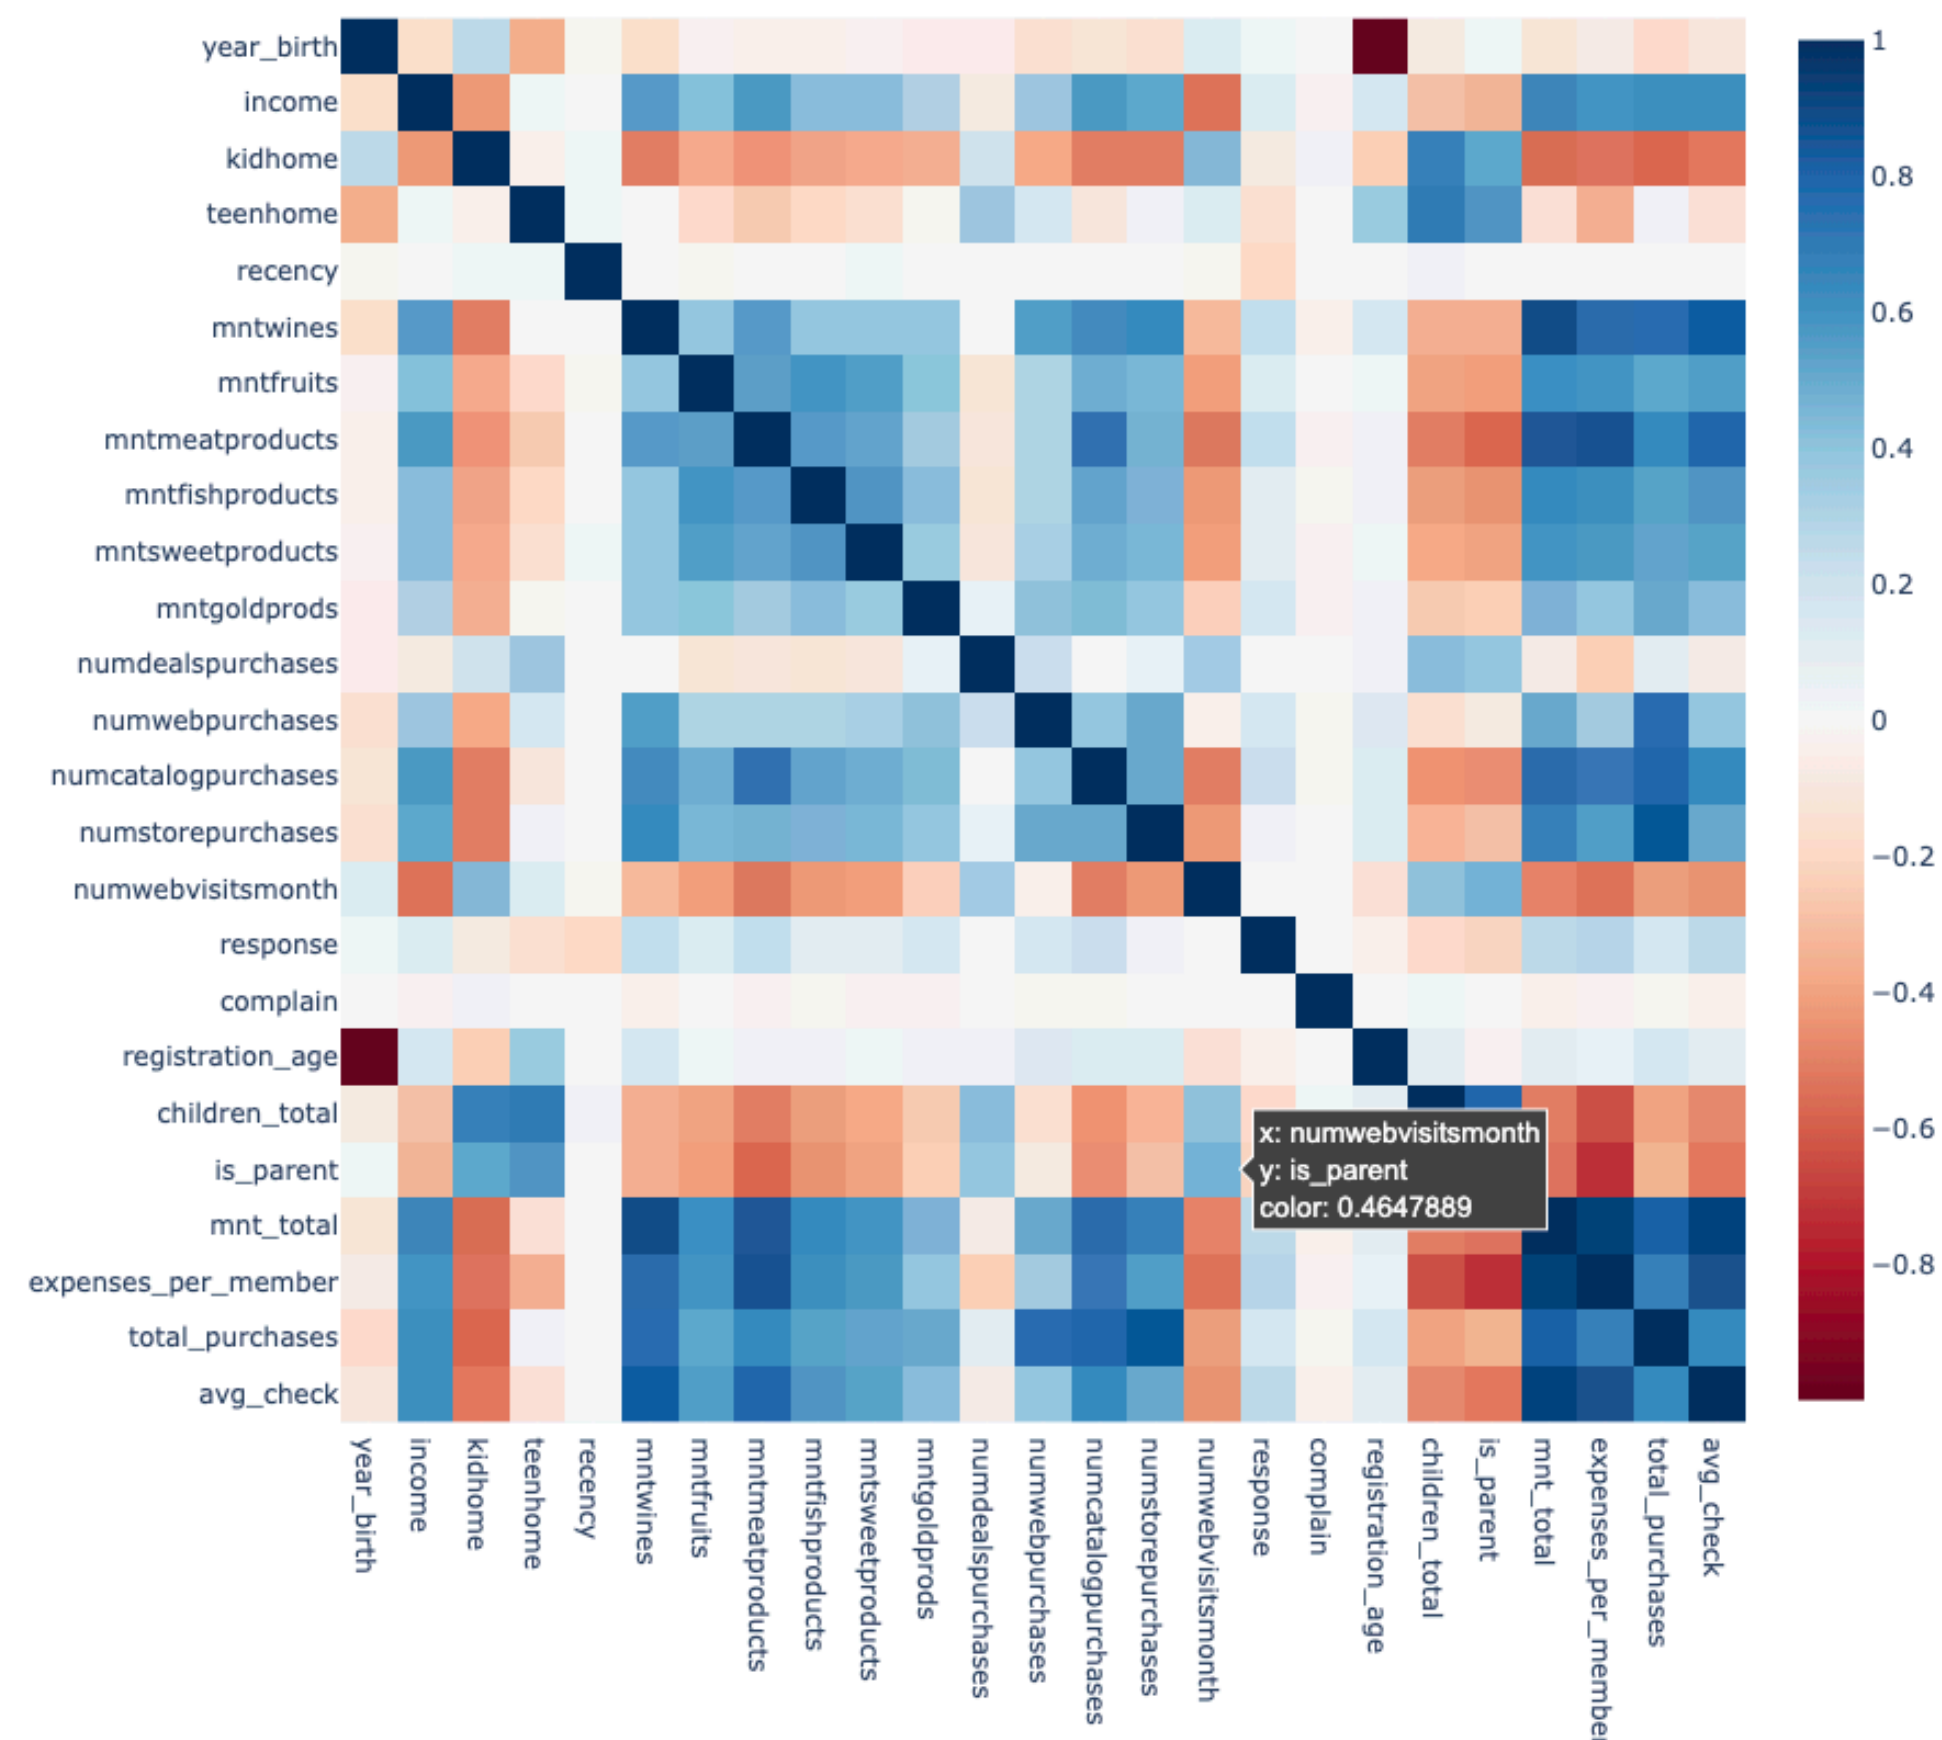 year_birth
income
kidhome
teenhome
recency
mntwines
mntfruits
mntmeatproducts
mntfishproducts
mntsweetproducts
mntgoldprods
numdealspurchases
numwebpurchases
numcatalogpurchases
numstorepurchases
numwebvisitsmonth
response
complain
registration_age
children_total
is_parent
mnt_total
expenses_per_member
total_purchases
avg_check
x: numwebvisitsmonth
y: is_parent
color: 0.4647889
year_birth
income
kidhome
teenhome
recency
mntwines
mntfruits
mntmeatproducts
mntfishproducts
mntsweetproducts
mntgoldprods
numdealspurchases
numwebpurchases
numcatalogpurchases
numstorepurchases
numwebvisitsmonth
response
complain
registration_age
children_total
is_parent
mnt_total
expenses_per_membe
total_purchases
avg_check
1
0.8
0.6
0.4
0.2
0
−0.2
−0.4
−0.6
−0.8